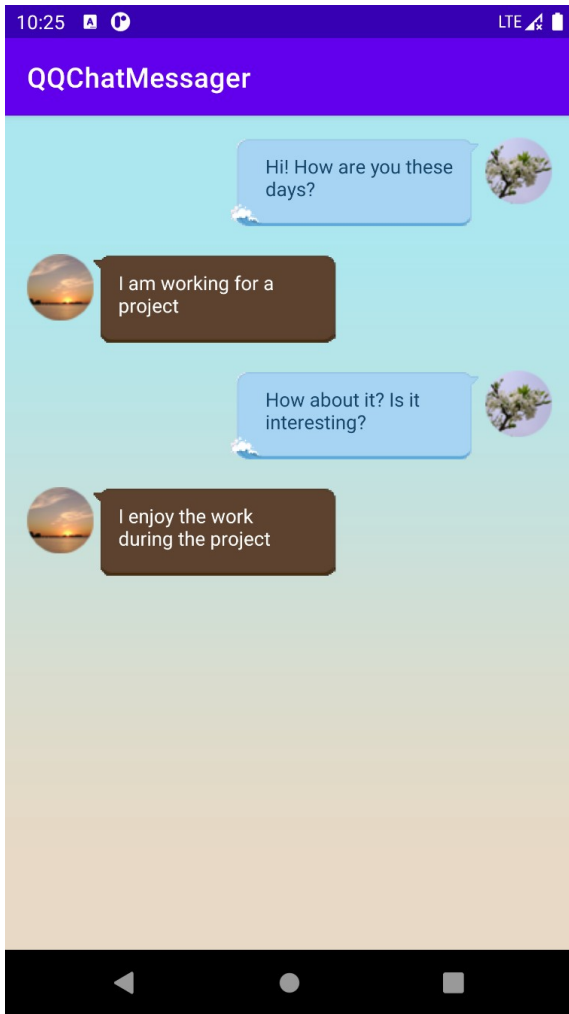 10:25
LTE
QQChatMessager
Hi! How are you these
days?
I am working for a
project
How about it? Is it
interesting?
I enjoy the work
during the project